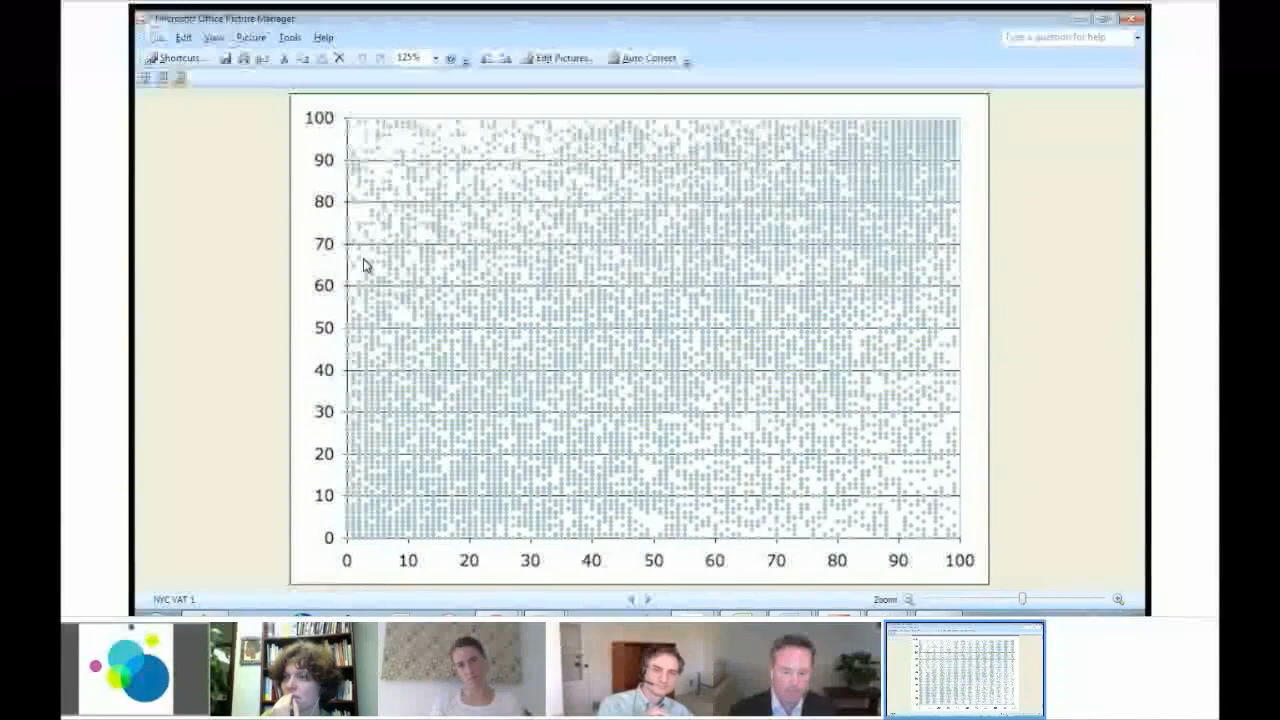 Microsoft Office Picture Manager
Edit View Picture Tools Help
Type a question for help
Shortcuts... 125% Edit Pictures... Auto Correct
100
90
80
70
60
50
40
30
20
10
0
0 10 20 30 40 50 60 70 80 90 100
NYC VAT 1
Zoom